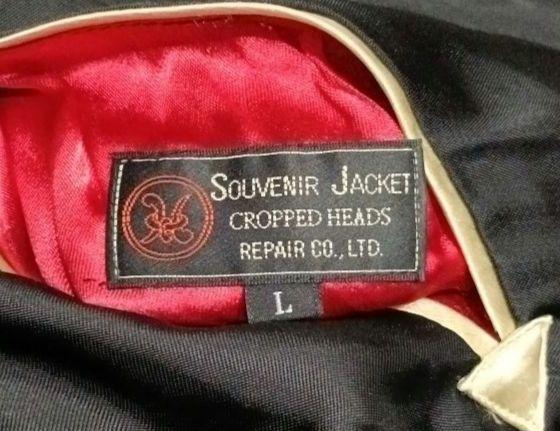 SOUVENIR JACKET
CROPPED HEADS
REPAIR CO., LTD.
L